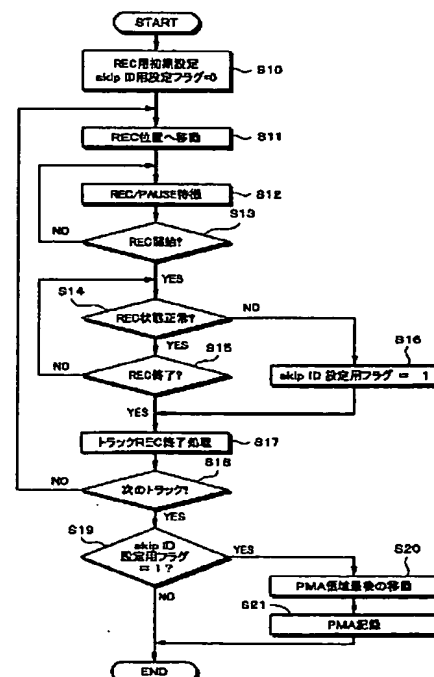 START
REC用初期設定
skip ID用設定フラグ=0
S10
REC位置へ移動
S11
REC/PAUSE待機
S12
S13
REC開始?
NO
YES
S14
REC状態正常?
NO
YES
S15
REC終了?
NO
YES
S16
skip ID 設定用フラグ = 1
トラックREC終了処理
S17
S18
次のトラック?
NO
YES
S19
skip ID
設定用フラグ
= 1 ?
YES
NO
S20
PMA領域最後の移動
S21
PMA記録
END